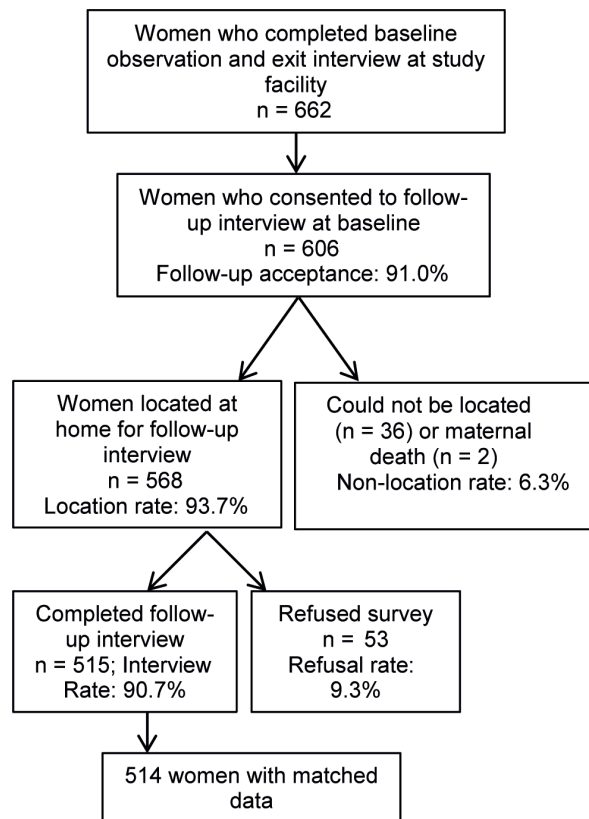 Women who completed baseline
observation and exit interview at study
facility
n = 662
Women who consented to follow-
up interview at baseline
n = 606
Follow-up acceptance: 91.0%
Women located at
home for follow-up
interview
n = 568
Location rate: 93.7%
Could not be located
(n = 36) or maternal
death (n = 2)
Non-location rate: 6.3%
Completed follow-
up interview
n = 515; Interview
Rate: 90.7%
Refused survey
n = 53
Refusal rate:
9.3%
514 women with matched
data